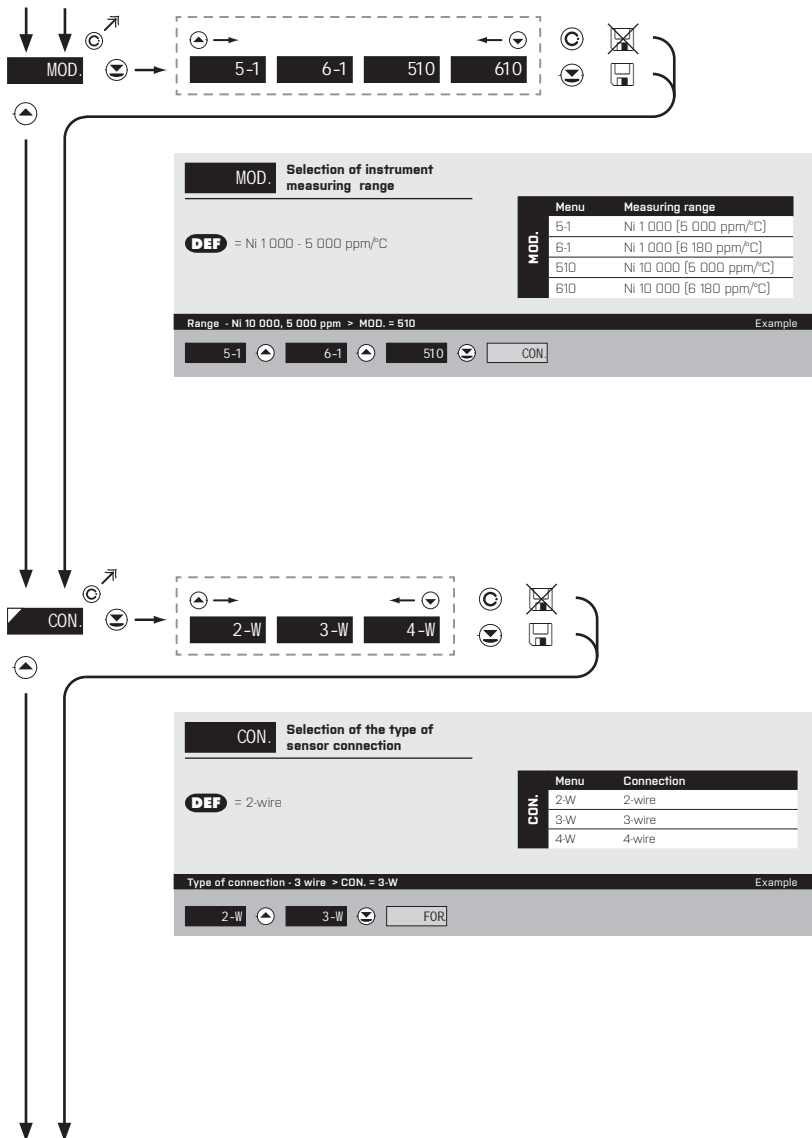 MOD.
5-1 6-1 510 610
MOD. Selection of instrument
measuring range
DEF = Ni 1 000 - 5 000 ppm/°C
MOD.
Menu Measuring range
5-1 Ni 1 000 (5 000 ppm/°C)
6-1 Ni 1 000 (6 180 ppm/°C)
510 Ni 10 000 (5 000 ppm/°C)
610 Ni 10 000 (6 180 ppm/°C)
Range - Ni 10 000, 5 000 ppm > MOD. = 510 Example
5-1 6-1 510 CON.
CON.
2-W 3-W 4-W
CON. Selection of the type of
sensor connection
DEF = 2-wire
CON.
Menu Connection
2-W 2-wire
3-W 3-wire
4-W 4-wire
Type of connection - 3 wire > CON. = 3-W Example
2-W 3-W FOR.